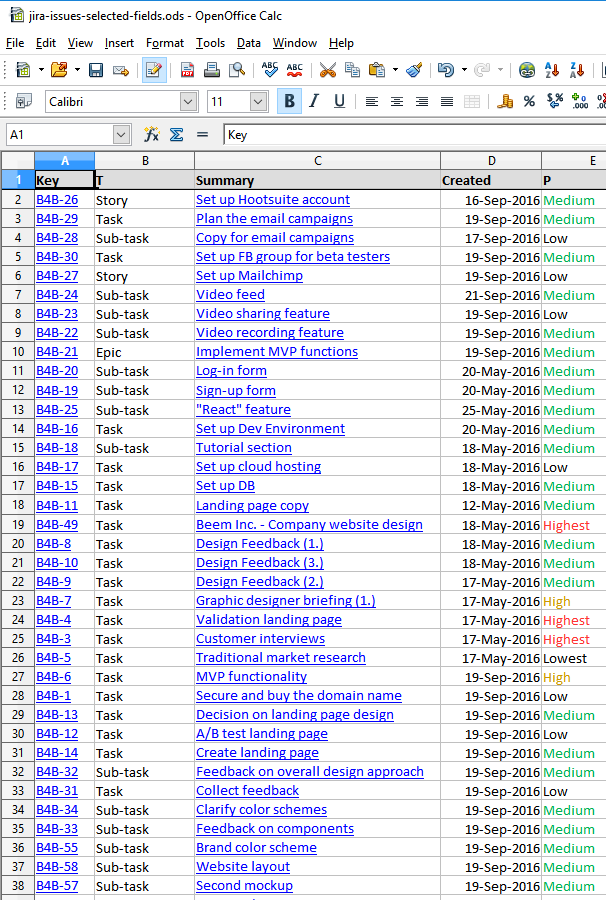 jira-issues-selected-fields.ods - OpenOffice Calc
File Edit View Insert Format Tools Data Window Help
Calibri 11 B I U
A1 Key
A B C D E
1 Key T Summary Created P
2 B4B-26 Story Set up Hootsuite account 16-Sep-2016 Medium
3 B4B-29 Task Plan the email campaigns 19-Sep-2016 Medium
4 B4B-28 Sub-task Copy for email campaigns 17-Sep-2016 Low
5 B4B-30 Task Set up FB group for beta testers 19-Sep-2016 Medium
6 B4B-27 Story Set up Mailchimp 19-Sep-2016 Low
7 B4B-24 Sub-task Video feed 21-Sep-2016 Medium
8 B4B-23 Sub-task Video sharing feature 19-Sep-2016 Low
9 B4B-22 Sub-task Video recording feature 19-Sep-2016 Medium
10 B4B-21 Epic Implement MVP functions 19-Sep-2016 Medium
11 B4B-20 Sub-task Log-in form 20-May-2016 Medium
12 B4B-19 Sub-task Sign-up form 20-May-2016 Medium
13 B4B-25 Sub-task "React" feature 25-May-2016 Medium
14 B4B-16 Task Set up Dev Environment 20-May-2016 Medium
15 B4B-18 Sub-task Tutorial section 18-May-2016 Medium
16 B4B-17 Task Set up cloud hosting 18-May-2016 Low
17 B4B-15 Task Set up DB 18-May-2016 Medium
18 B4B-11 Task Landing page copy 12-May-2016 Medium
19 B4B-49 Task Beem Inc. - Company website design 18-May-2016 Highest
20 B4B-8 Task Design Feedback (1.) 18-May-2016 Medium
21 B4B-10 Task Design Feedback (3.) 18-May-2016 Medium
22 B4B-9 Task Design Feedback (2.) 17-May-2016 Medium
23 B4B-7 Task Graphic designer briefing (1.) 17-May-2016 High
24 B4B-4 Task Validation landing page 17-May-2016 Highest
25 B4B-3 Task Customer interviews 17-May-2016 Highest
26 B4B-5 Task Traditional market research 17-May-2016 Lowest
27 B4B-6 Task MVP functionality 19-Sep-2016 High
28 B4B-1 Task Secure and buy the domain name 19-Sep-2016 Low
29 B4B-13 Task Decision on landing page design 19-Sep-2016 Medium
30 B4B-12 Task A/B test landing page 19-Sep-2016 Low
31 B4B-14 Task Create landing page 19-Sep-2016 Medium
32 B4B-32 Sub-task Feedback on overall design approach 19-Sep-2016 Medium
33 B4B-31 Task Collect feedback 19-Sep-2016 Low
34 B4B-34 Sub-task Clarify color schemes 19-Sep-2016 Medium
35 B4B-33 Sub-task Feedback on components 19-Sep-2016 Medium
36 B4B-55 Sub-task Brand color scheme 19-Sep-2016 Medium
37 B4B-58 Sub-task Website layout 19-Sep-2016 Medium
38 B4B-57 Sub-task Second mockup 19-Sep-2016 Medium